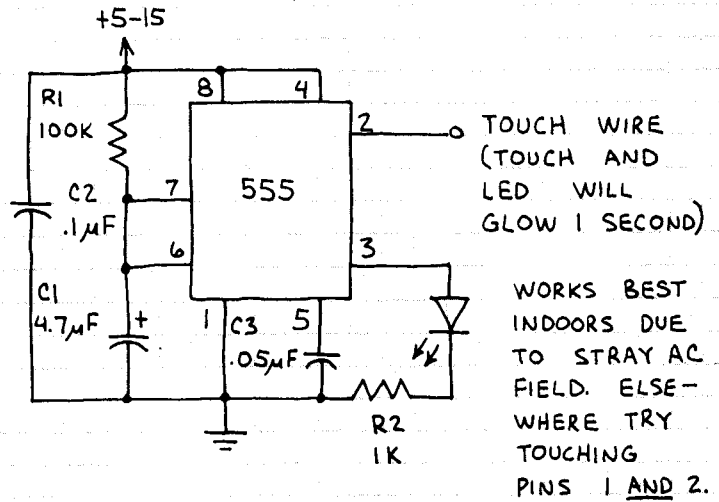 +5-15
R1
100K
C2
.1µF
C1
4.7µF
+
8
4
7
6
555
2
3
1
5
C3
.05µF
R2
1K
TOUCH WIRE
(TOUCH AND
LED WILL
GLOW 1 SECOND)
WORKS BEST
INDOORS DUE
TO STRAY AC
FIELD. ELSE-
WHERE TRY
TOUCHING
PINS 1 AND 2.